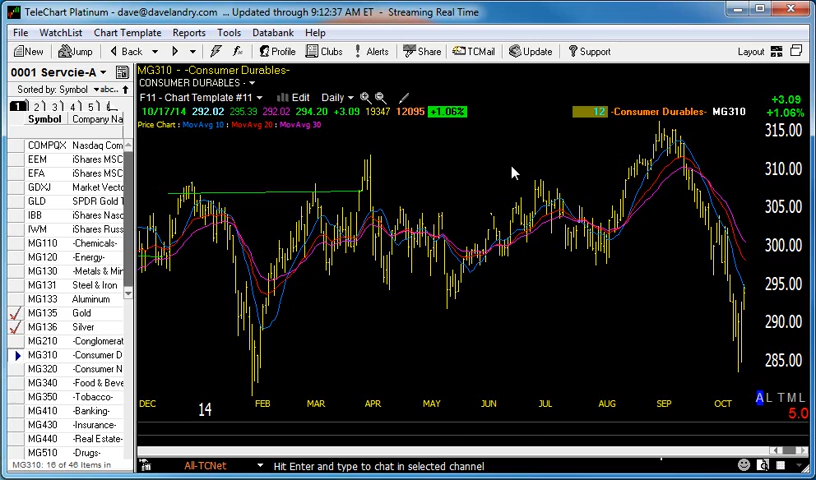 TeleChart Platinum - dave@davelandry.com ... Updated through 9:12:37 AM ET - Streaming Real Time
File WatchList Chart Template Reports Tools Databank Help
New Jump Back Profile Clubs Alerts Share TCMail Update Support Layout
0001 Servcie-A
Sorted by: Symbol abc..
1 2 3 4 5
Symbol Company Na
COMPQX Nasdaq Com
EEM iShares MSC
EFA iShares MSC
GDXJ Market Vecto
GLD SPDR Gold T
IBB iShares Nasd
IWM iShares Russ
MG110 -Chemicals-
MG120 -Energy-
MG130 -Metals & Min
MG131 Steel & Iron
MG133 Aluminum
MG135 Gold
MG136 Silver
MG210 -Conglomerat
MG310 -Consumer D
MG320 -Consumer N
MG340 -Food & Beve
MG350 -Tobacco-
MG410 -Banking-
MG430 -Insurance-
MG440 -Real Estate-
MG510 -Drugs-
MG310: 16 of 46 Items in
MG310 - -Consumer Durables-
CONSUMER DURABLES -
F11 - Chart Template #11 Edit Daily
10/17/14 292.02 295.39 292.02 294.20 +3.09 19347 12095 +1.06%
12 -Consumer Durables- MG310
+3.09
+1.06%
Price Chart : MovAvg 10 : MovAvg 20 : MovAvg 30
315.00
310.00
305.00
300.00
295.00
290.00
285.00
DEC 14 FEB MAR APR MAY JUN JUL AUG SEP OCT
A L T M L
5.0
All-TCNet Hint Enter and type to chat in selected channel